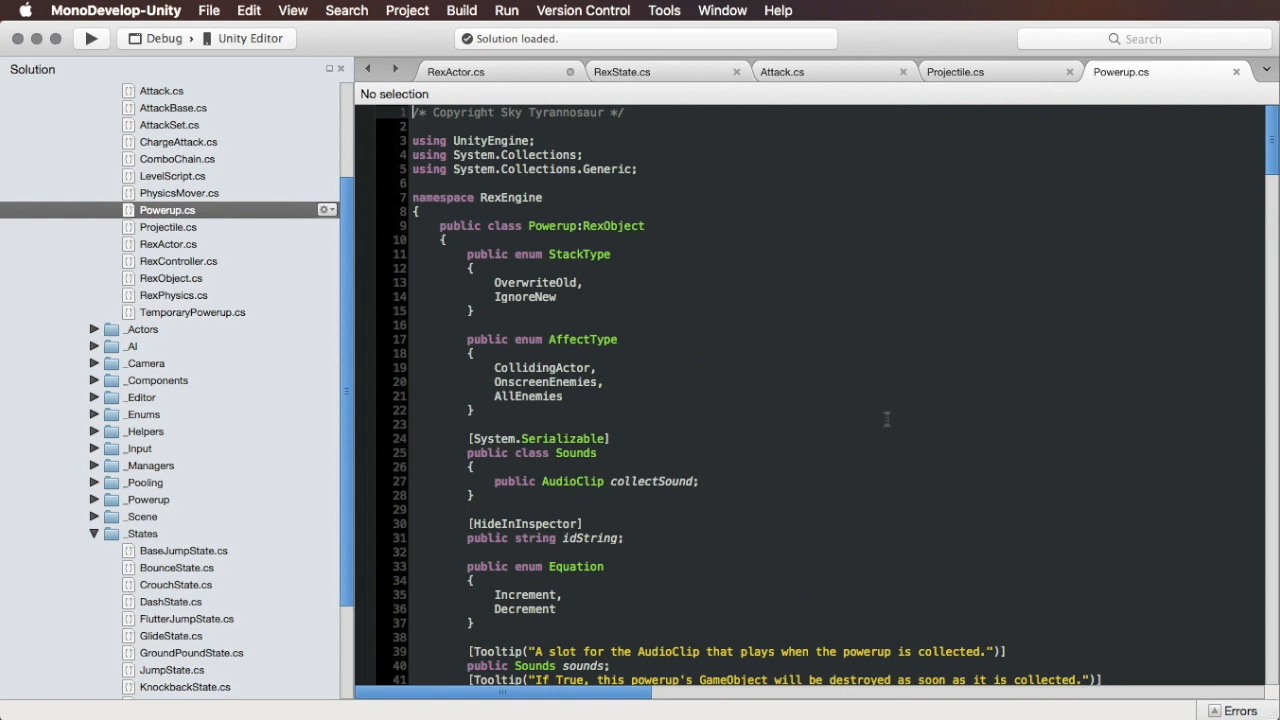 MonoDevelop-Unity File Edit View Search Project Build Run Version Control Tools Window Help
Debug › Unity Editor
Solution loaded.
Search
Solution
RexActor.cs
RexState.cs
Attack.cs
Projectile.cs
Powerup.cs
No selection
Attack.cs
AttackBase.cs
AttackSet.cs
ChargeAttack.cs
ComboChain.cs
LevelScript.cs
PhysicsMover.cs
Powerup.cs
Projectile.cs
RexActor.cs
RexController.cs
RexObject.cs
RexPhysics.cs
TemporaryPowerup.cs
_Actors
_AI
_Camera
_Components
_Editor
_Enums
_Helpers
_Input
_Managers
_Pooling
_Powerup
_Scene
_States
BaseJumpState.cs
BounceState.cs
CrouchState.cs
DashState.cs
FlutterJumpState.cs
GlideState.cs
GroundPoundState.cs
JumpState.cs
KnockbackState.cs
1 /* Copyright Sky Tyrannosaur */
2
3 using UnityEngine;
4 using System.Collections;
5 using System.Collections.Generic;
6
7 namespace RexEngine
8 {
9 public class Powerup:RexObject
10 {
11 public enum StackType
12 {
13 OverwriteOld,
14 IgnoreNew
15 }
16
17 public enum AffectType
18 {
19 CollidingActor,
20 OnscreenEnemies,
21 AllEnemies
22 }
23
24 [System.Serializable]
25 public class Sounds
26 {
27 public AudioClip collectSound;
28 }
29
30 [HideInInspector]
31 public string idString;
32
33 public enum Equation
34 {
35 Increment,
36 Decrement
37 }
38
39 [Tooltip("A slot for the AudioClip that plays when the powerup is collected.")]
40 public Sounds sounds;
41 [Tooltip("If True, this powerup's GameObject will be destroyed as soon as it is collected.")]
Errors